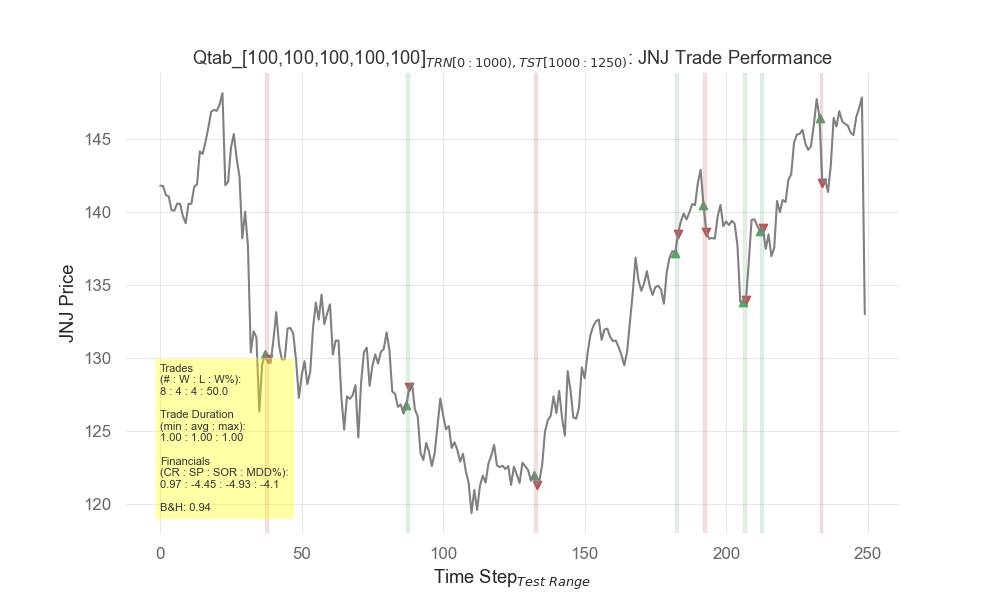 Qtab_[100,100,100,100,100]TRN[0 : 1000), TST[1000 : 1250): JNJ Trade Performance
JNJ Price
145
140
135
130
125
120
Trades
(# : W : L : W%):
8 : 4 : 4 : 50.0
Trade Duration
(min : avg : max):
1.00 : 1.00 : 1.00
Financials
(CR : SP : SOR : MDD%):
0.97 : -4.45 : -4.93 : -4.1
B&H: 0.94
0 50 100 150 200 250
Time StepTest Range